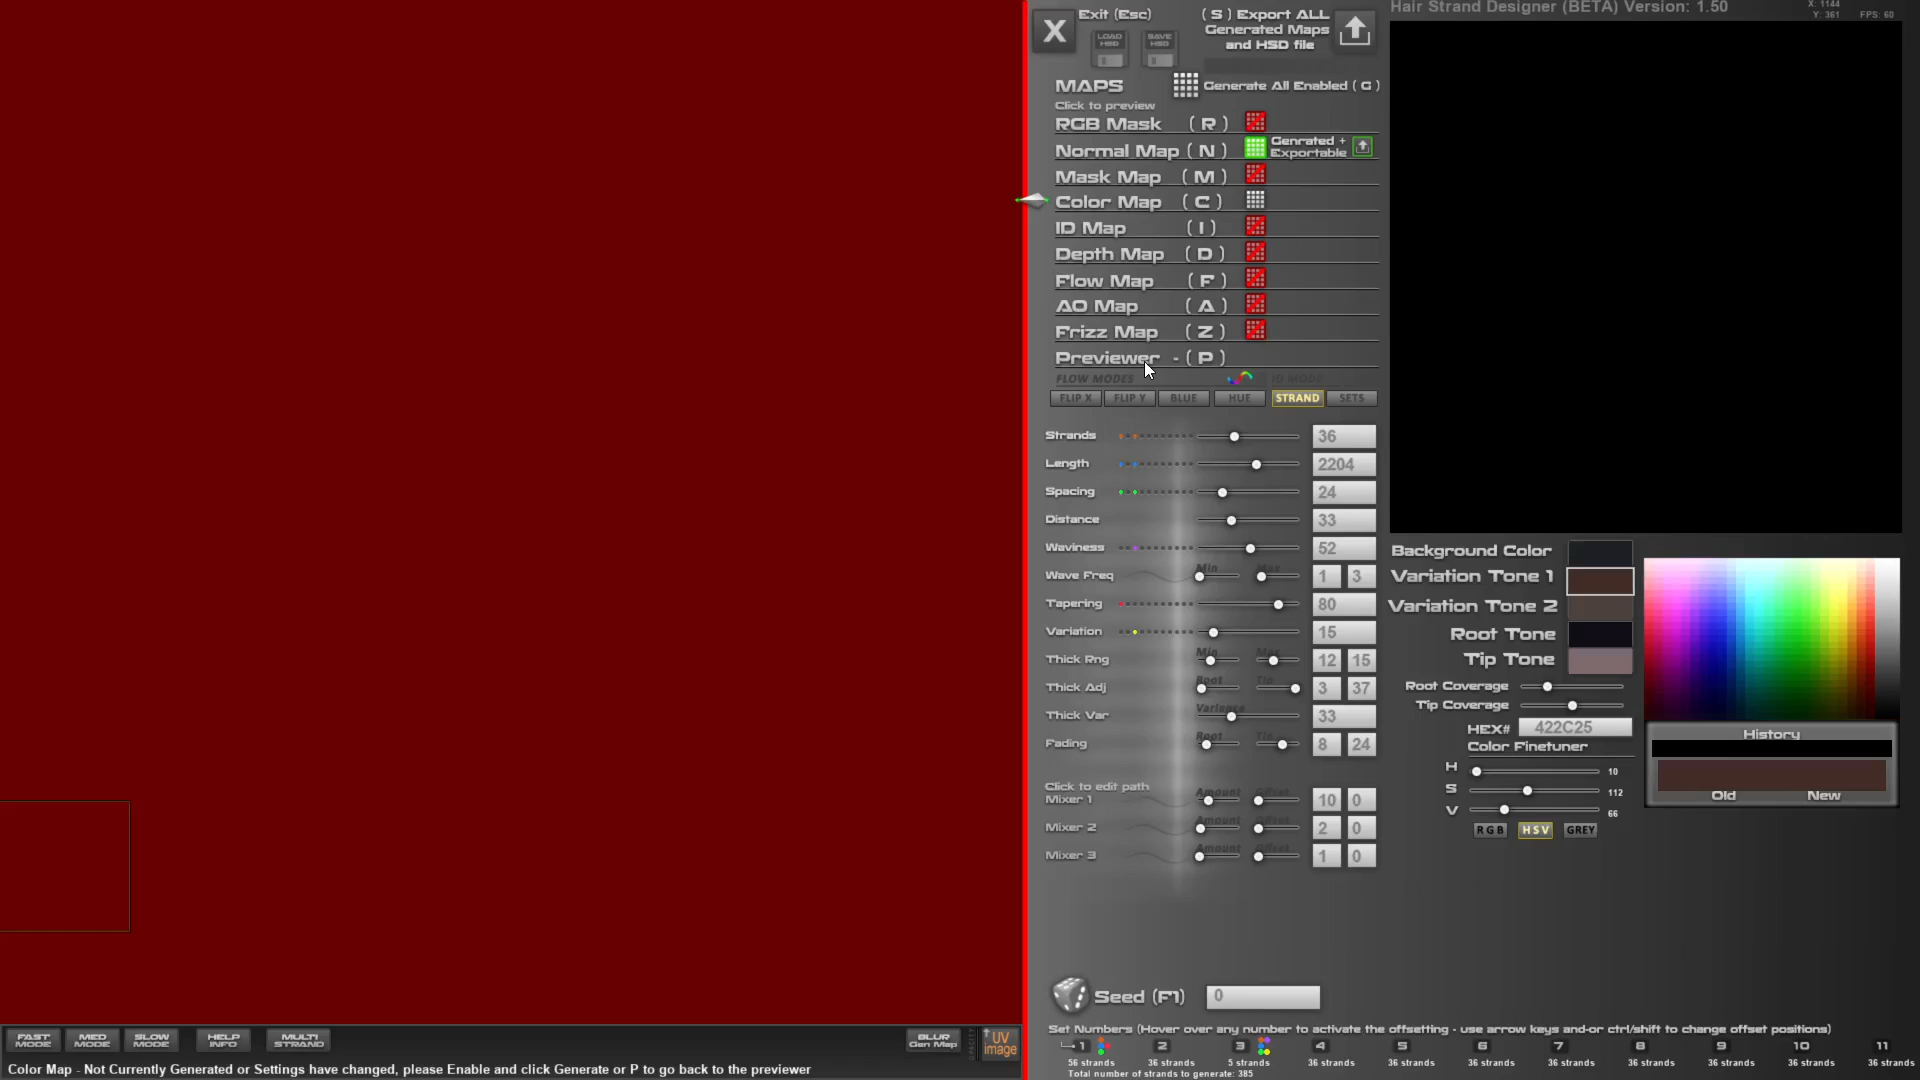 Hair Strand Designer (BETA) Version: 1.50
X: 1144
Y: 361
FPS: 60
X
Exit (Esc)
LOAD HSD
SAVE HSD
( S ) Export ALL
Generated Maps
and HSD file
MAPS
Generate All Enabled ( G )
Click to preview
RGB Mask ( R )
Normal Map ( N )
Genrated +
Exportable
Mask Map ( M )
Color Map ( C )
ID Map ( I )
Depth Map ( D )
Flow Map ( F )
AO Map ( A )
Frizz Map ( Z )
Previewer - ( P )
FLOW MODES
ID MODE
FLIP X FLIP Y BLUE HUE STRAND SETS
Strands 36
Length 2204
Spacing 24
Distance 33
Waviness 52
Min Max
Wave Freq 1 3
Tapering 80
Variation 15
Min Max
Thick Rng 12 15
Root Tip
Thick Adj 3 37
Variance
Thick Var 33
Root Tip
Fading 8 24
Click to edit path
Amount Offset
Mixer 1 10 0
Amount Offset
Mixer 2 2 0
Amount Offset
Mixer 3 1 0
Background Color
Variation Tone 1
Variation Tone 2
Root Tone
Tip Tone
Root Coverage
Tip Coverage
HEX# 422C25
Color Finetuner
H 10
S 112
V 66
RGB HSV GREY
History
Old New
Seed (F1) 0
Set Numbers (Hover over any number to activate the offsetting - use arrow keys and-or ctrl/shift to change offset positions)
1 2 3 4 5 6 7 8 9 10 11
56 strands 36 strands 5 strands 36 strands 36 strands 36 strands 36 strands 36 strands 36 strands 36 strands 36 strands
Total number of strands to generate: 385
FAST MODE
MED MODE
SLOW MODE
HELP INFO
MULTI STRAND
BLUR Gen Map
UV image
Color Map - Not Currently Generated or Settings have changed, please Enable and click Generate or P to go back to the previewer